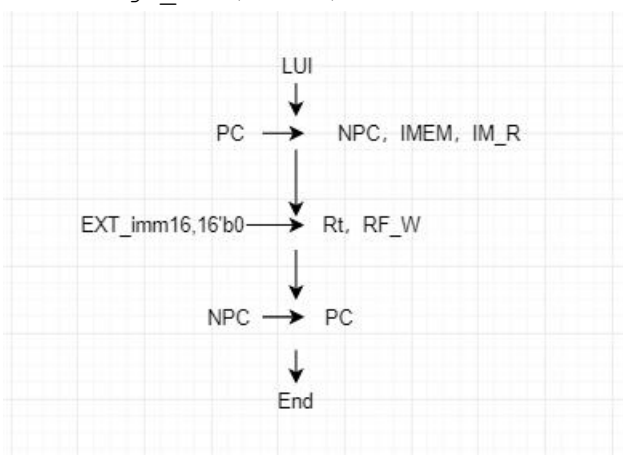 LUI
PC NPC, IMEM, IM_R
EXT_imm16,16'b0 Rt, RF_W
NPC PC
End